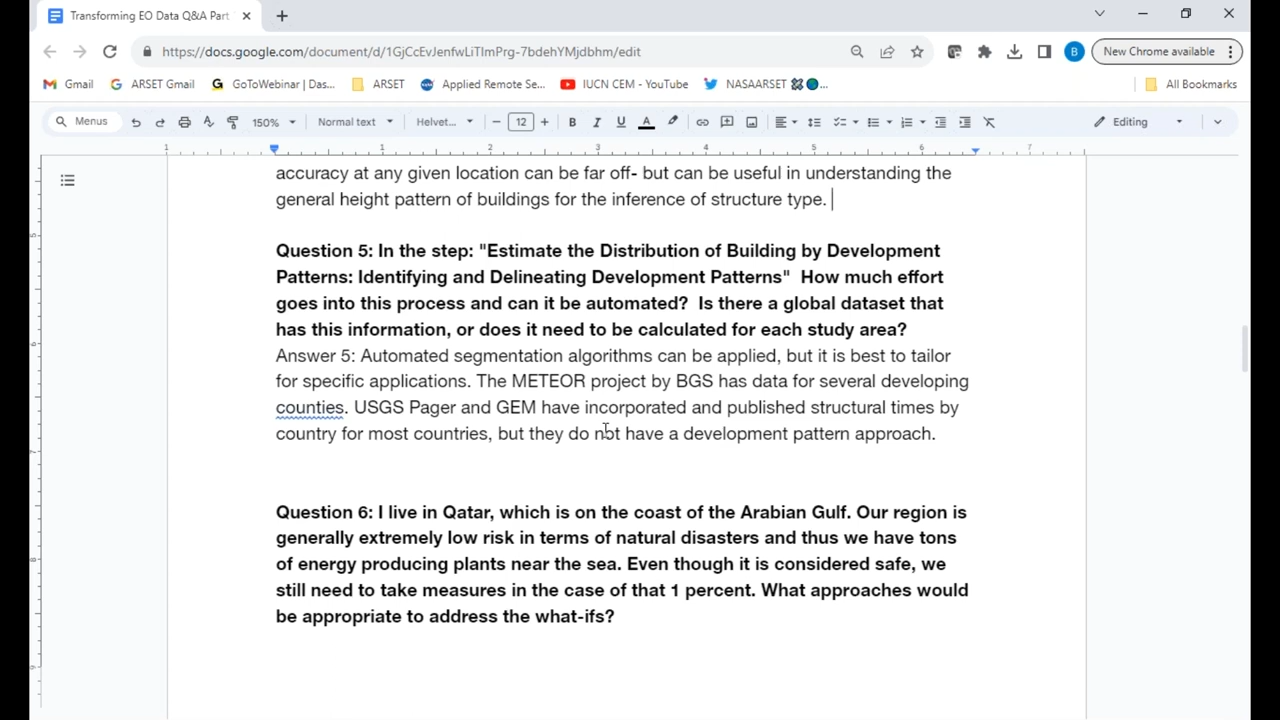 Transforming EO Data Q&A Part
https://docs.google.com/document/d/1GjCcEvJenfwLiTlmPrg-7bdehYMjdbhm/edit
B
New Chrome available
Gmail
ARSET Gmail
GoToWebinar | Das...
ARSET
Applied Remote Se...
IUCN CEM - YouTube
NASAARSET
All Bookmarks
Menus
150%
Normal text
Helvet...
12
B I U A
Editing
1 1 2 3 4 5 6 7
accuracy at any given location can be far off- but can be useful in understanding the
general height pattern of buildings for the inference of structure type.
Question 5: In the step: "Estimate the Distribution of Building by Development
Patterns: Identifying and Delineating Development Patterns" How much effort
goes into this process and can it be automated? Is there a global dataset that
has this information, or does it need to be calculated for each study area?
Answer 5: Automated segmentation algorithms can be applied, but it is best to tailor
for specific applications. The METEOR project by BGS has data for several developing
counties. USGS Pager and GEM have incorporated and published structural times by
country for most countries, but they do not have a development pattern approach.
Question 6: I live in Qatar, which is on the coast of the Arabian Gulf. Our region is
generally extremely low risk in terms of natural disasters and thus we have tons
of energy producing plants near the sea. Even though it is considered safe, we
still need to take measures in the case of that 1 percent. What approaches would
be appropriate to address the what-ifs?